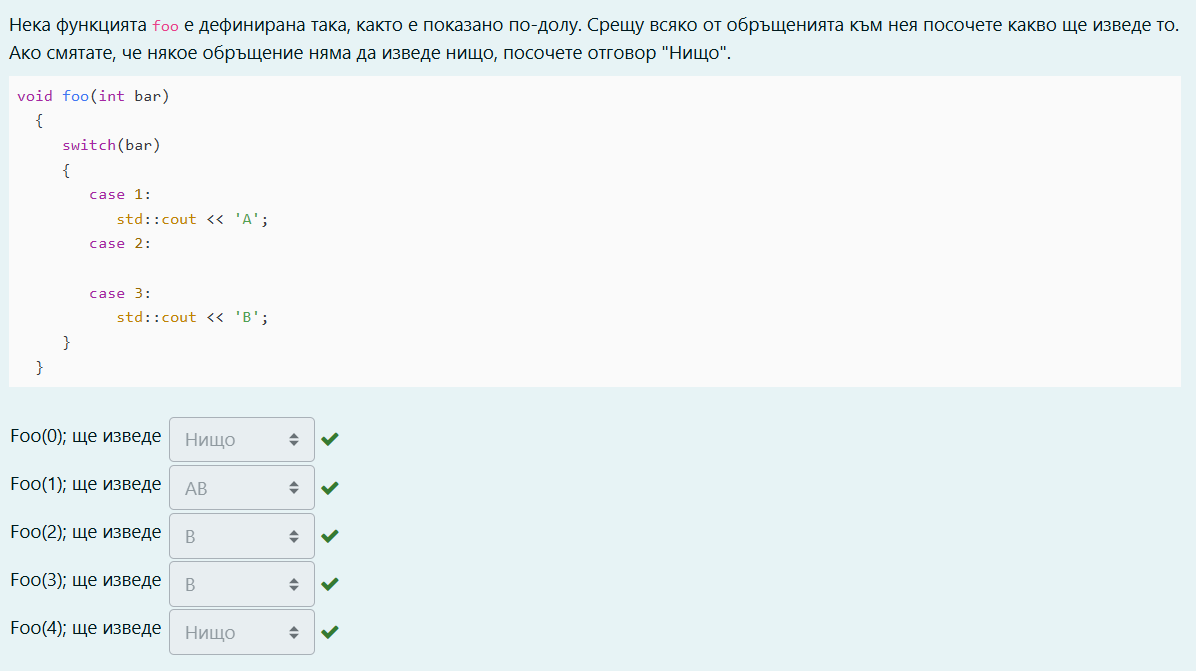 Нека функцията foo е дефинирана така, както е показано по-долу. Срещу всяко от обръщенията към нея посочете какво ще изведе то.
Ако смятате, че някое обръщение няма да изведе нищо, посочете отговор "Нищо".
void foo(int bar)
{
switch(bar)
{
case 1:
std::cout << 'A';
case 2:
case 3:
std::cout << 'B';
}
}
Foo(0); ще изведе Нищо
Foo(1); ще изведе AB
Foo(2); ще изведе B
Foo(3); ще изведе B
Foo(4); ще изведе Нищо